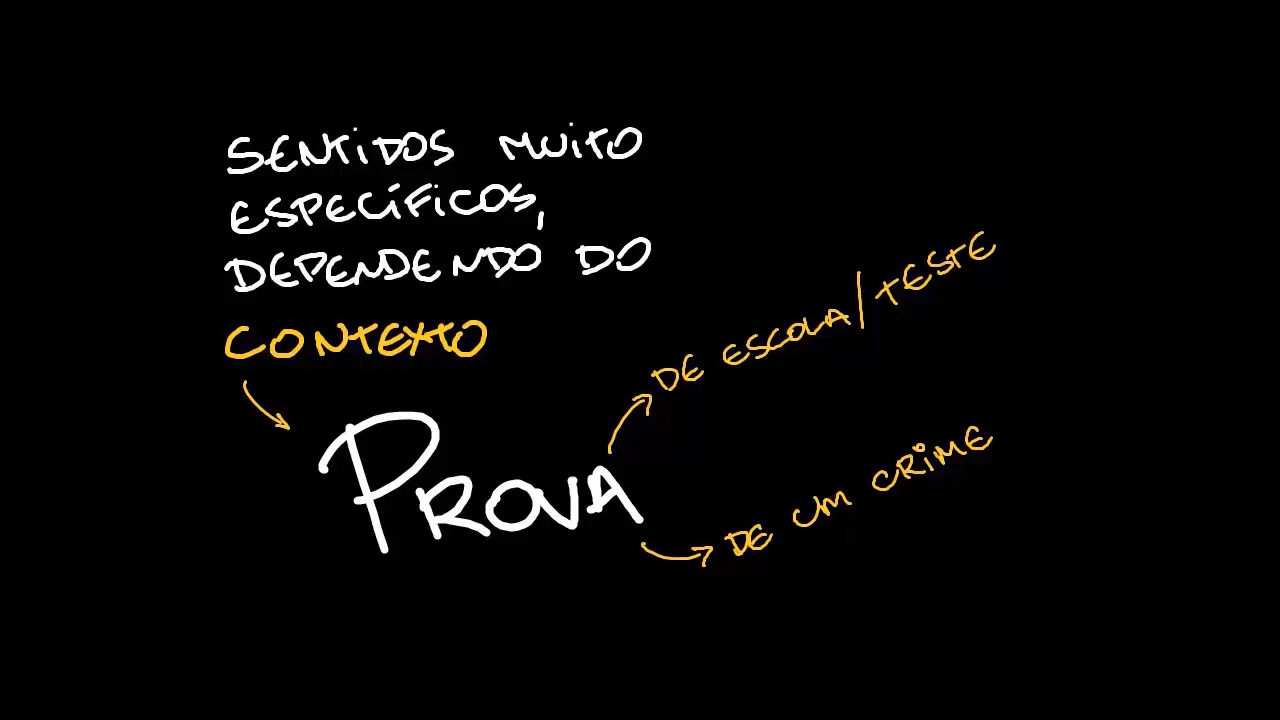 SENTIDOS MUITO
ESPECÍFICOS,
DEPENDENDO DO
CONTEXTO
DE ESCOLA/TESTE
PROVA
DE UM CRIME